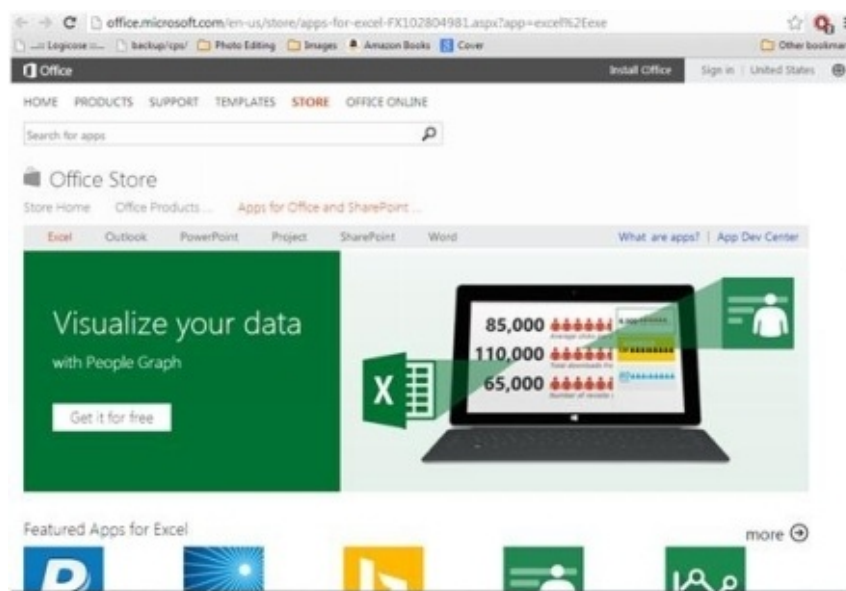 office.microsoft.com/en-us/store/apps-for-excel-FX102804981.aspx?app=excel%2Eexe
Logicose backup/cps/ Photo Editing Images Amazon Books Cover Other bookmar
Office Install Office Sign in | United States
HOME PRODUCTS SUPPORT TEMPLATES STORE OFFICE ONLINE
Search for apps
Office Store
Store Home Office Products ... Apps for Office and SharePoint ...
Excel Outlook PowerPoint Project SharePoint Word What are apps? | App Dev Center
Visualize your data
with People Graph
Get it for free
X
85,000
110,000
65,000
Featured Apps for Excel
more